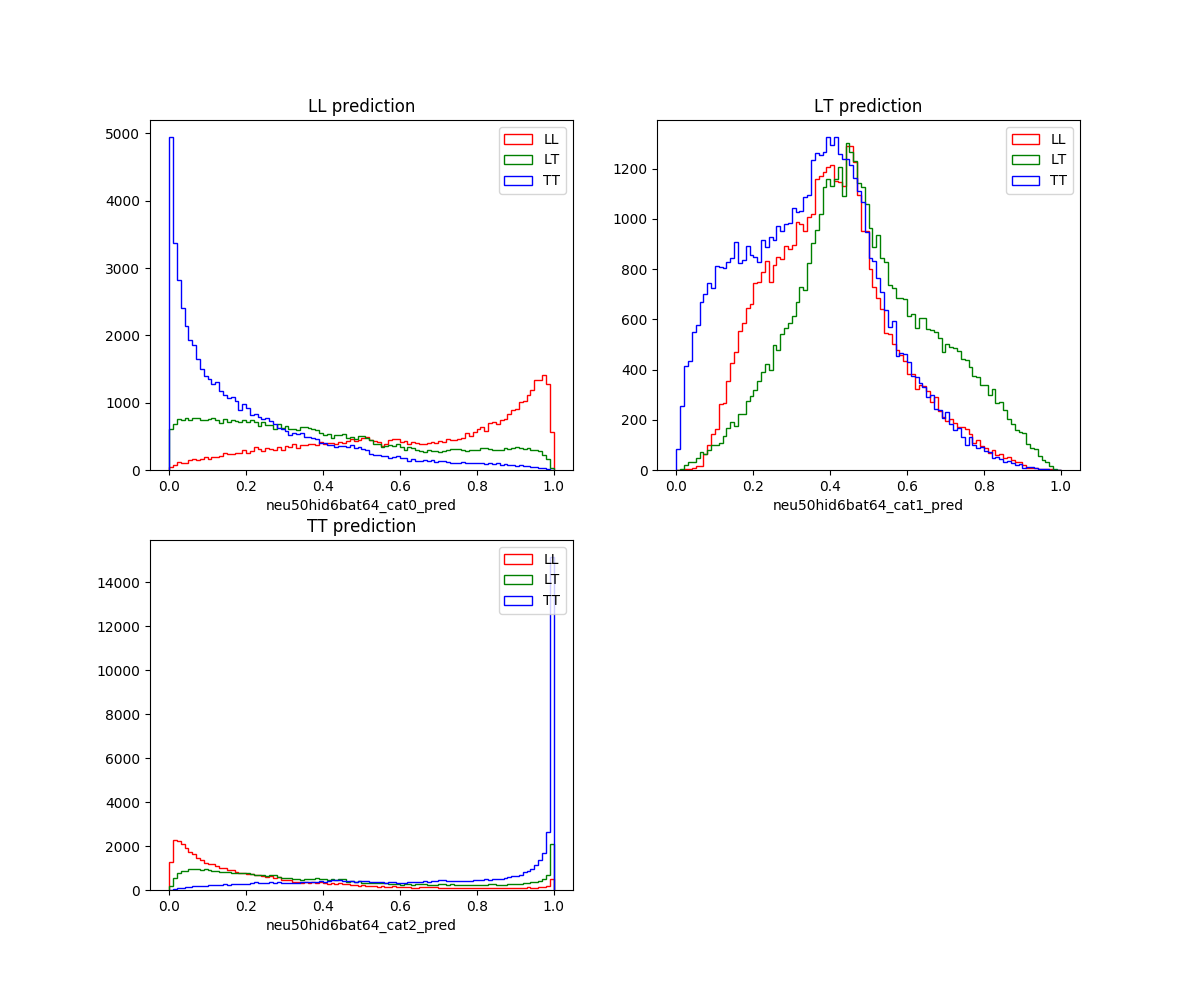 LL prediction
5000
4000
3000
2000
1000
0
0.0 0.2 0.4 0.6 0.8 1.0
neu50hid6bat64_cat0_pred
LL
LT
TT
LT prediction
1200
1000
800
600
400
200
0
0.0 0.2 0.4 0.6 0.8 1.0
neu50hid6bat64_cat1_pred
LL
LT
TT
TT prediction
14000
12000
10000
8000
6000
4000
2000
0
0.0 0.2 0.4 0.6 0.8 1.0
neu50hid6bat64_cat2_pred
LL
LT
TT